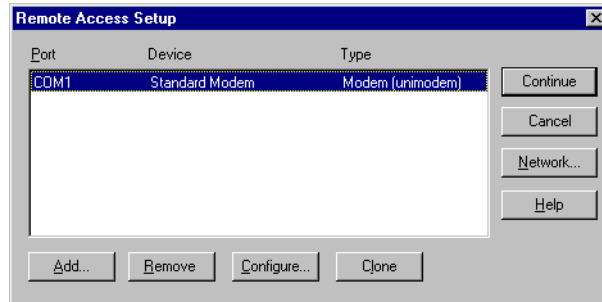 Remote Access Setup
Port Device Type
COM1 Standard Modem Modem (unimodem)
Continue
Cancel
Network...
Help
Add... Remove Configure... Clone